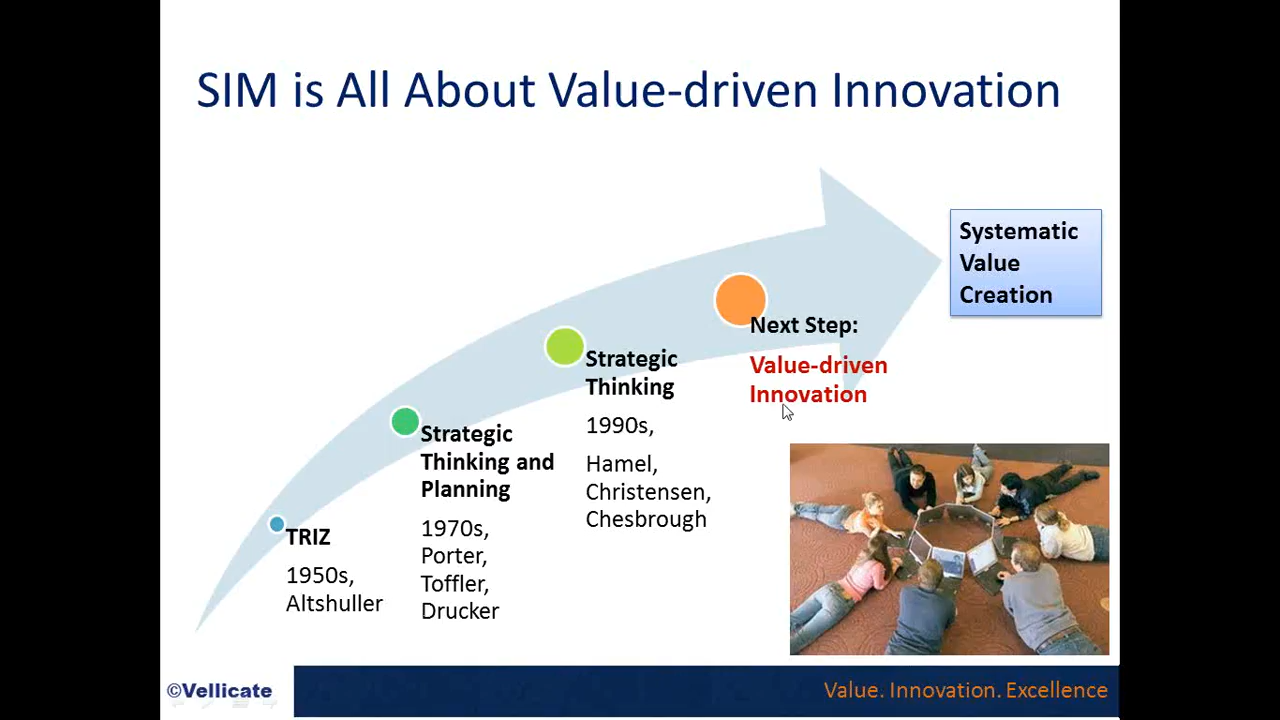 SIM is All About Value-driven Innovation
Systematic
Value
Creation
Next Step:
Value-driven
Innovation
Strategic
Thinking
1990s,
Hamel,
Christensen,
Chesbrough
Strategic
Thinking and
Planning
1970s,
Porter,
Toffler,
Drucker
TRIZ
1950s,
Altshuller
©Vellicate
Value. Innovation. Excellence